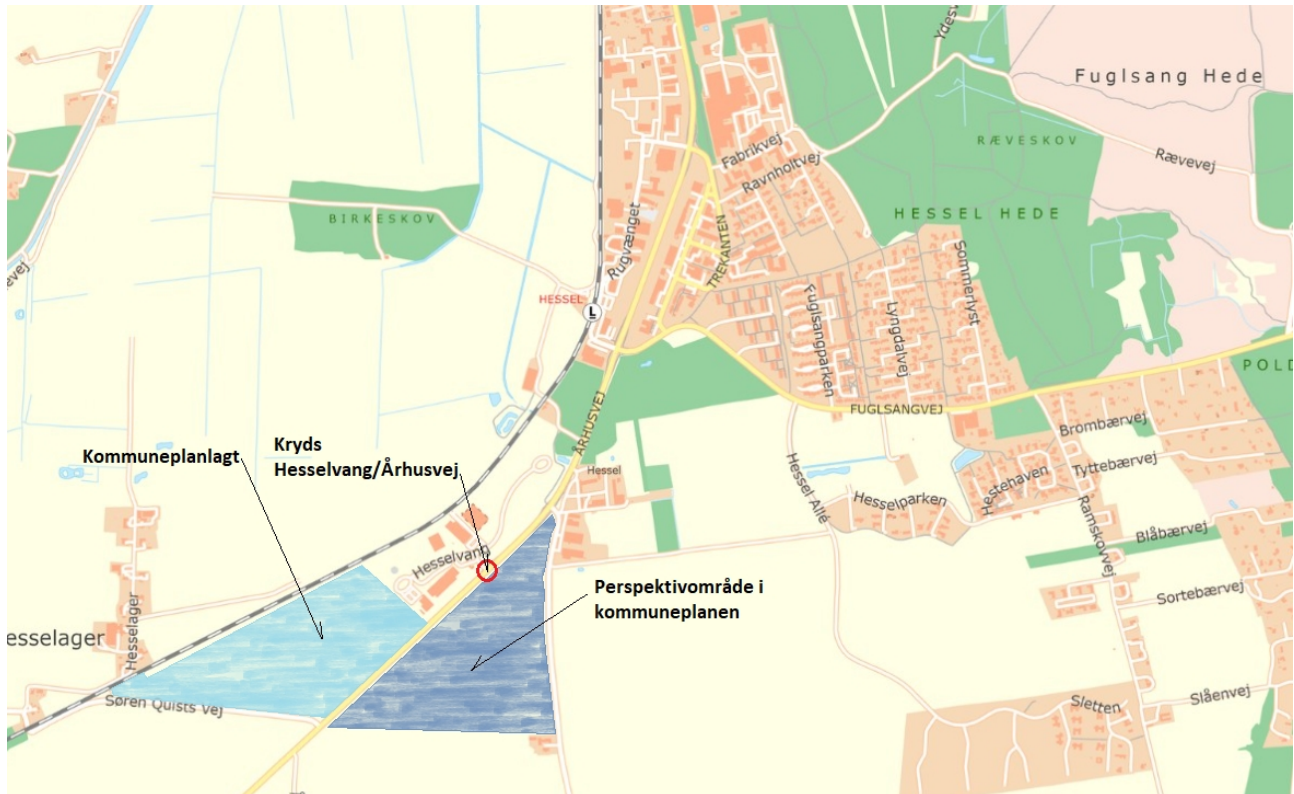 Ydesv
Fuglsang Hede
RÆVESKOV
Rævevej
Fabrikvej
Ravnholtvej
HESSEL HEDE
BIRKESKOV
Rugvænget
TREKANTEN
Sommerlyst
evej
HESSEL
L
Fuglsangparken
Lyngdalvej
POLD
FUGLSANGVEJ
ÅRHUSVEJ
Brombærvej
Kommuneplanlagt
Kryds
Hesselvang/Århusvej
Hessel
Tyttebærvej
Hestehaven
Hessel Allé
Hesselparken
Ramskovvej
Blåbærvej
Hesselvang
Perspektivområde i
kommuneplanen
Sortebærvej
esselager
Hesselager
Søren Quists Vej
Sletten
Slåenvej